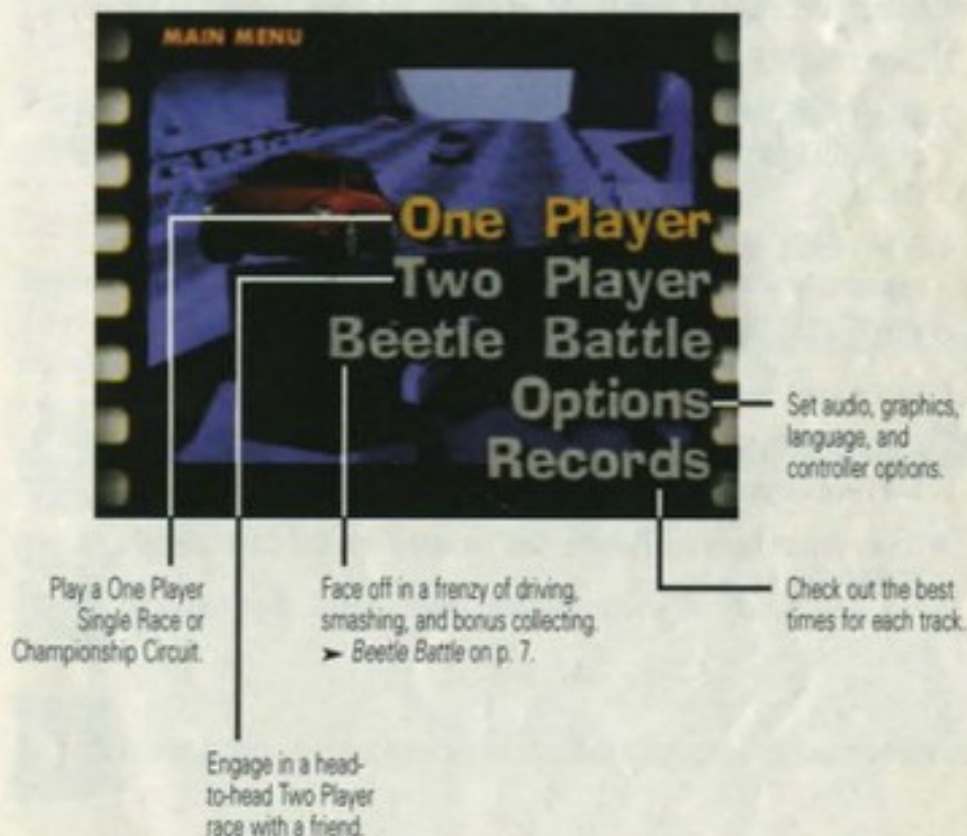 MAIN MENU
One Player
Two Player
Beetle Battle
Options
Records
Set audio, graphics,
language, and
controller options.
Play a One Player
Single Race or
Championship Circuit.
Face off in a frenzy of driving,
smashing, and bonus collecting.
➤ Beetle Battle on p. 7.
Check out the best
times for each track.
Engage in a head-
to-head Two Player
race with a friend.